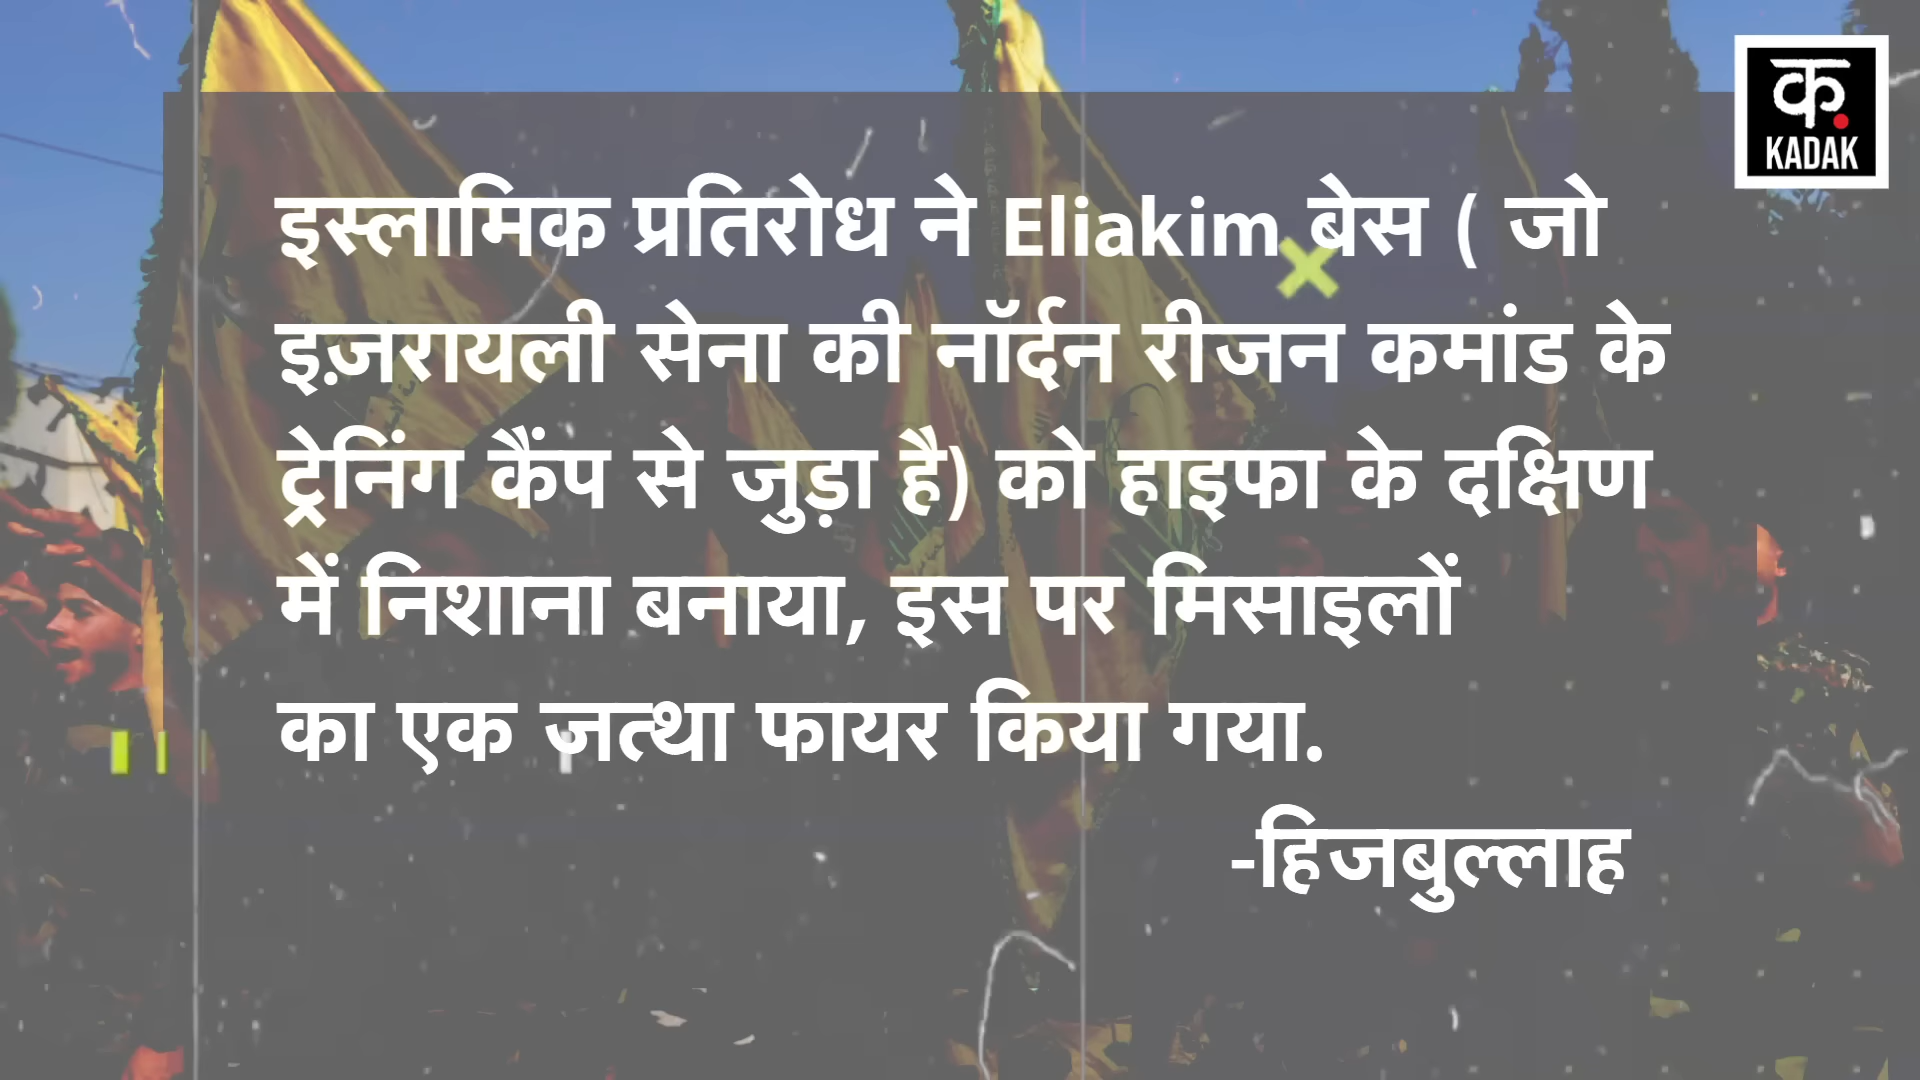 क
KADAK
इस्लामिक प्रतिरोध ने Eliakim बेस ( जो
इज़रायली सेना की नॉर्दन रीजन कमांड के
ट्रेनिंग कैंप से जुड़ा है) को हाइफा के दक्षिण
में निशाना बनाया, इस पर मिसाइलों
का एक जत्था फायर किया गया.
-हिजबुल्लाह